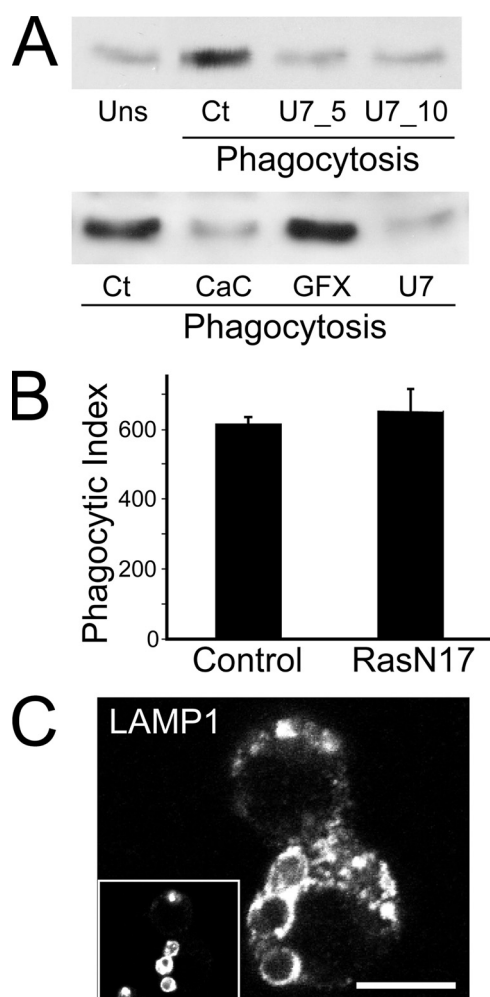 A
Uns Ct U7_5 U7_10
Phagocytosis
Ct CaC GFX U7
Phagocytosis
B
Phagocytic Index
600
400
200
0
Control RasN17
C
LAMP1